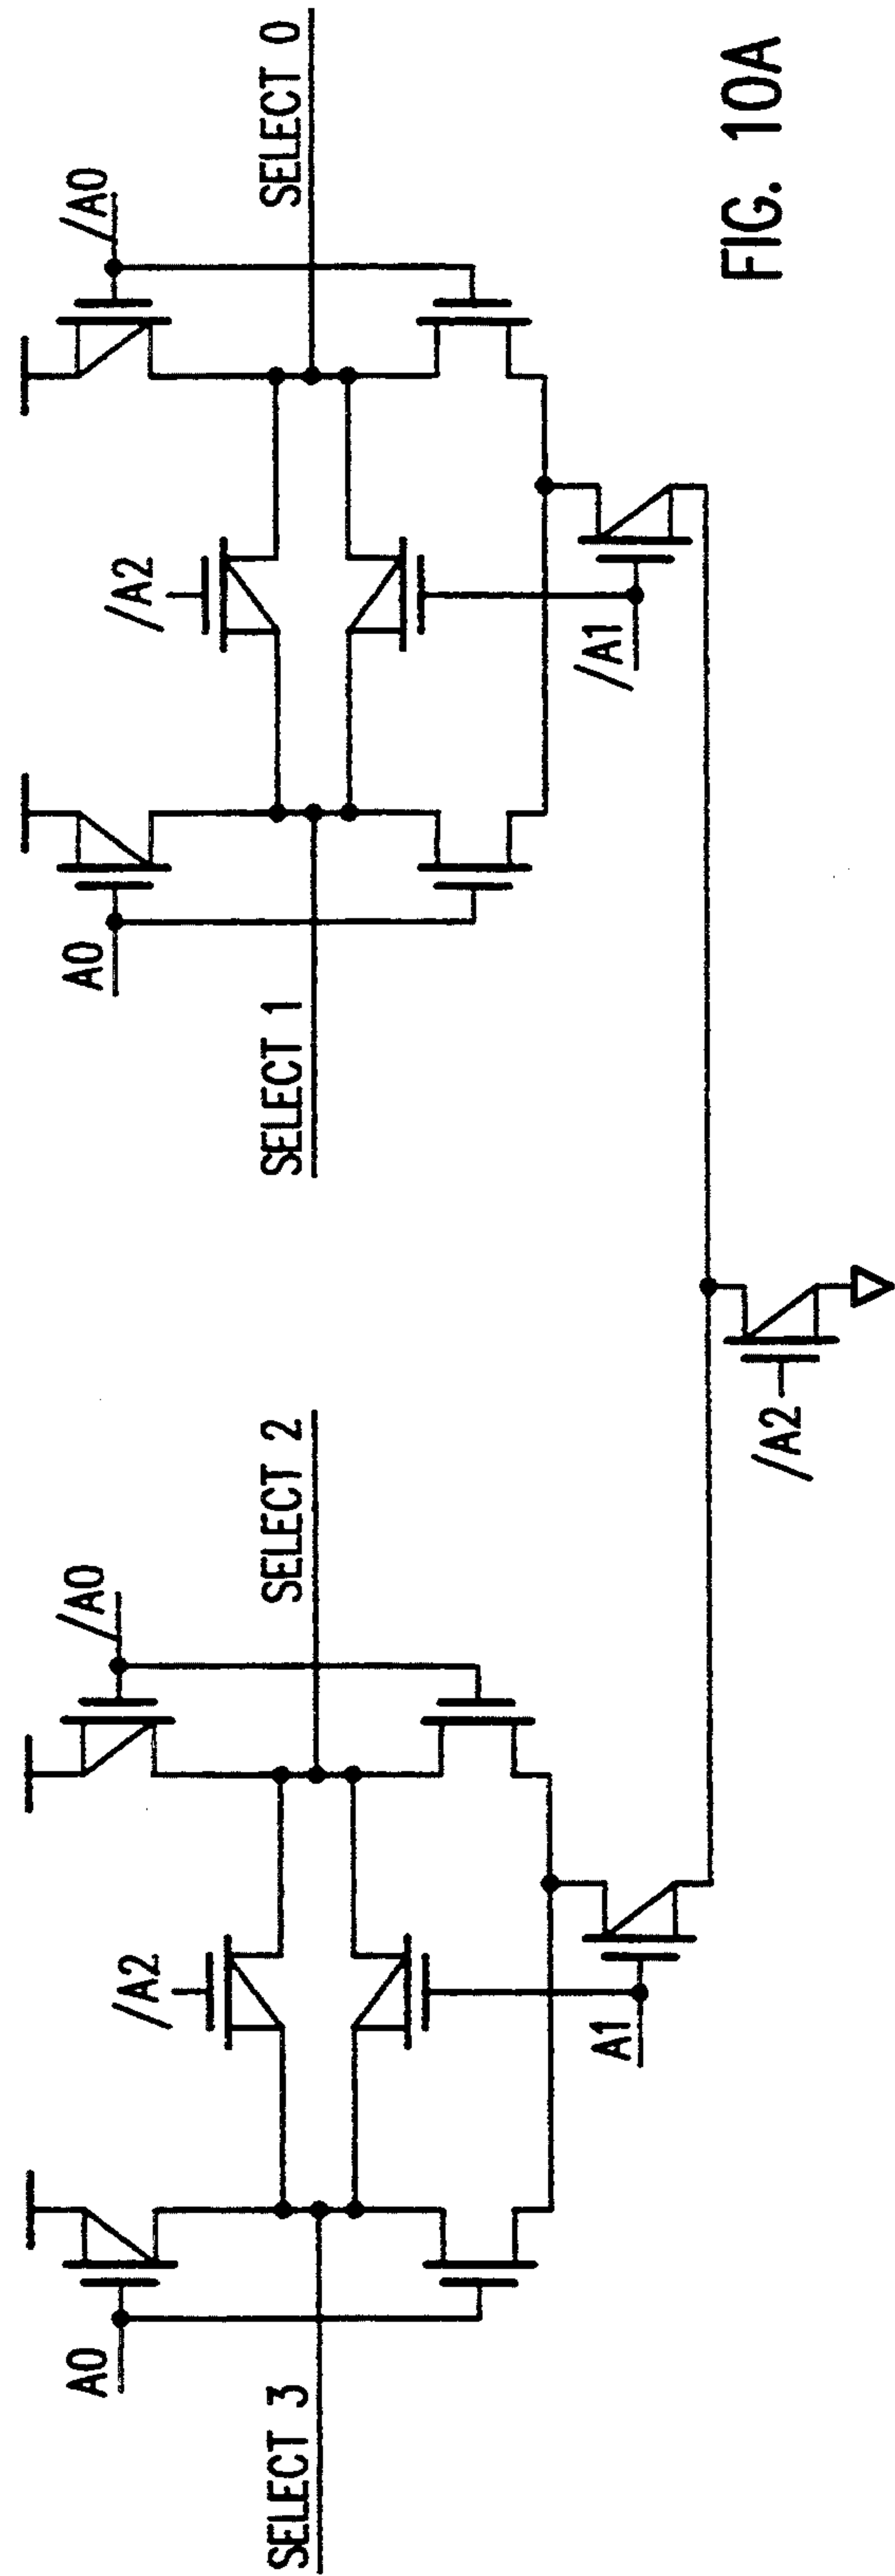 A0
/A2
/A0
SELECT 3
SELECT 2
A1
/A2
A0
/A2
/A0
SELECT 1
SELECT 0
/A1
FIG. 10A